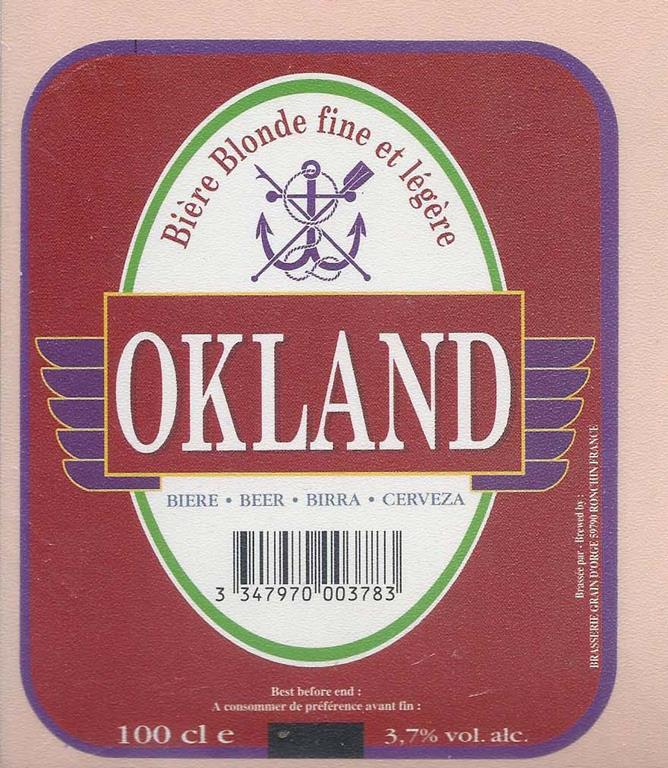 Bière Blonde fine et légère
OKLAND
BIERE • BEER • BIRRA • CERVEZA
3 347970 003783
Brassée par - Brewed by :
BRASSERIE GRAIN D'ORGE 59790 RONCHIN FRANCE
Best before end :
A consommer de préférence avant fin :
100 cl e
3,7% vol. alc.